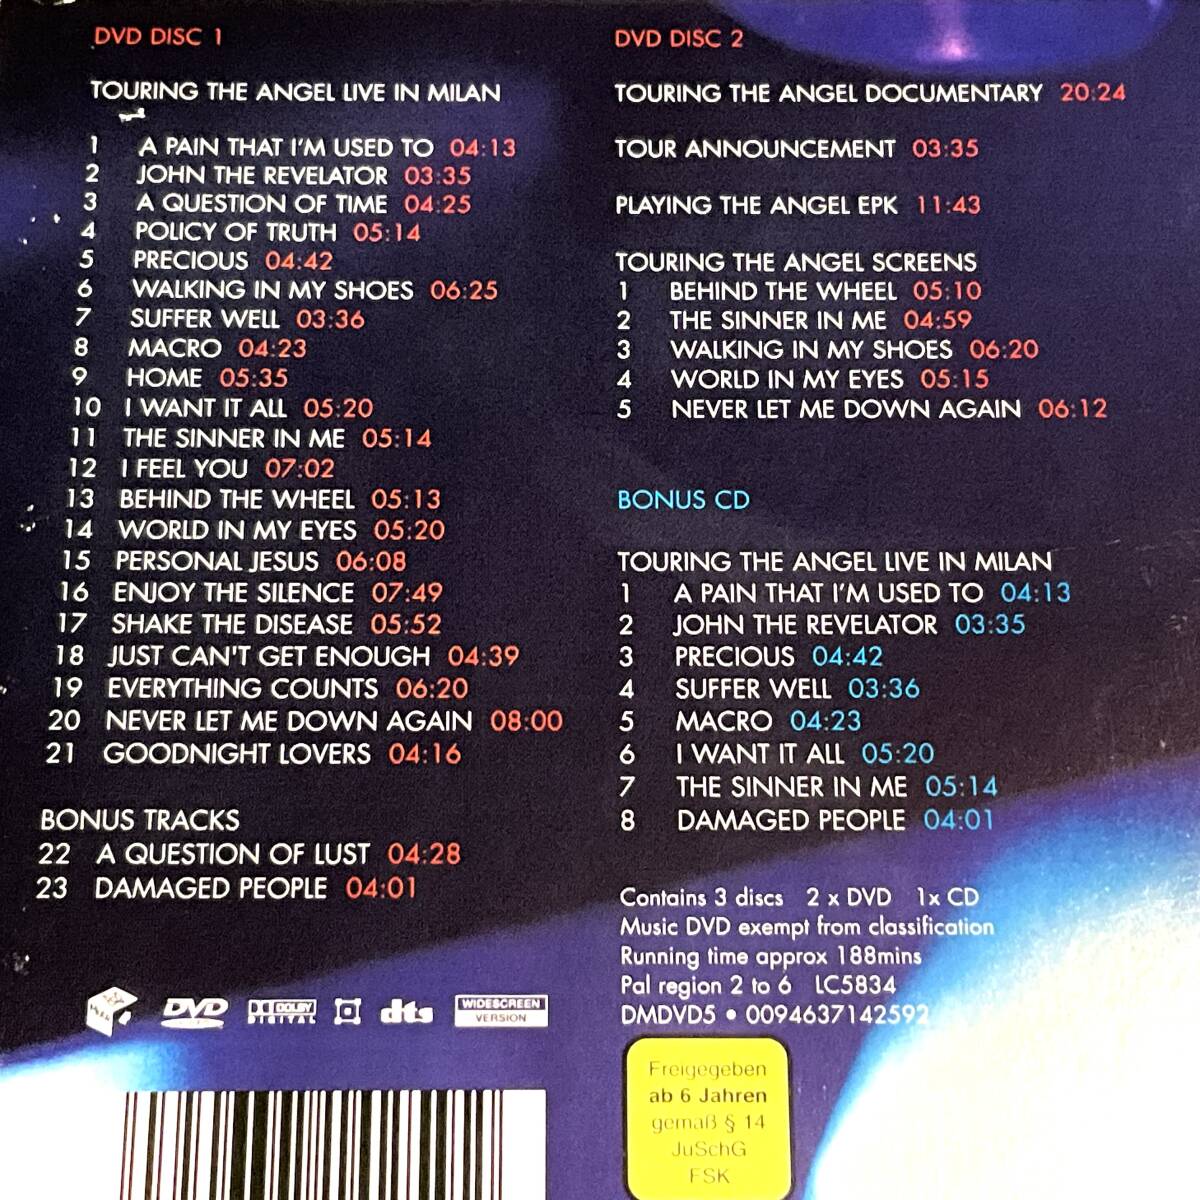 DVD DISC 1
TOURING THE ANGEL LIVE IN MILAN
1 A PAIN THAT I'M USED TO 04:13
2 JOHN THE REVELATOR 03:35
3 A QUESTION OF TIME 04:25
4 POLICY OF TRUTH 05:14
5 PRECIOUS 04:42
6 WALKING IN MY SHOES 06:25
7 SUFFER WELL 03:36
8 MACRO 04:23
9 HOME 05:35
10 I WANT IT ALL 05:20
11 THE SINNER IN ME 05:14
12 I FEEL YOU 07:02
13 BEHIND THE WHEEL 05:13
14 WORLD IN MY EYES 05:20
15 PERSONAL JESUS 06:08
16 ENJOY THE SILENCE 07:49
17 SHAKE THE DISEASE 05:52
18 JUST CAN'T GET ENOUGH 04:39
19 EVERYTHING COUNTS 06:20
20 NEVER LET ME DOWN AGAIN 08:00
21 GOODNIGHT LOVERS 04:16
BONUS TRACKS
22 A QUESTION OF LUST 04:28
23 DAMAGED PEOPLE 04:01
DVD
DOLBY
DIGITAL
dts
WIDESCREEN
VERSION
DVD DISC 2
TOURING THE ANGEL DOCUMENTARY 20:24
TOUR ANNOUNCEMENT 03:35
PLAYING THE ANGEL EPK 11:43
TOURING THE ANGEL SCREENS
1 BEHIND THE WHEEL 05:10
2 THE SINNER IN ME 04:59
3 WALKING IN MY SHOES 06:20
4 WORLD IN MY EYES 05:15
5 NEVER LET ME DOWN AGAIN 06:12
BONUS CD
TOURING THE ANGEL LIVE IN MILAN
1 A PAIN THAT I'M USED TO 04:13
2 JOHN THE REVELATOR 03:35
3 PRECIOUS 04:42
4 SUFFER WELL 03:36
5 MACRO 04:23
6 I WANT IT ALL 05:20
7 THE SINNER IN ME 05:14
8 DAMAGED PEOPLE 04:01
Contains 3 discs 2 x DVD 1x CD
Music DVD exempt from classification
Running time approx 188mins
Pal region 2 to 6 LC5834
DMDVD5 • 0094637142592
Freigegeben
ab 6 Jahren
gemäß § 14
JuSchG
FSK